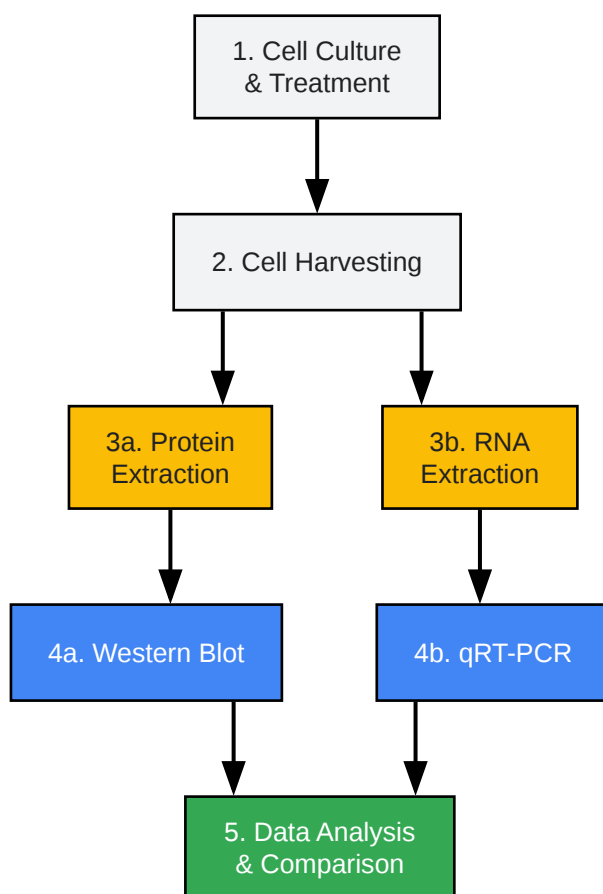 1. Cell Culture
& Treatment
2. Cell Harvesting
3a. Protein
Extraction
3b. RNA
Extraction
4a. Western Blot
4b. qRT-PCR
5. Data Analysis
& Comparison